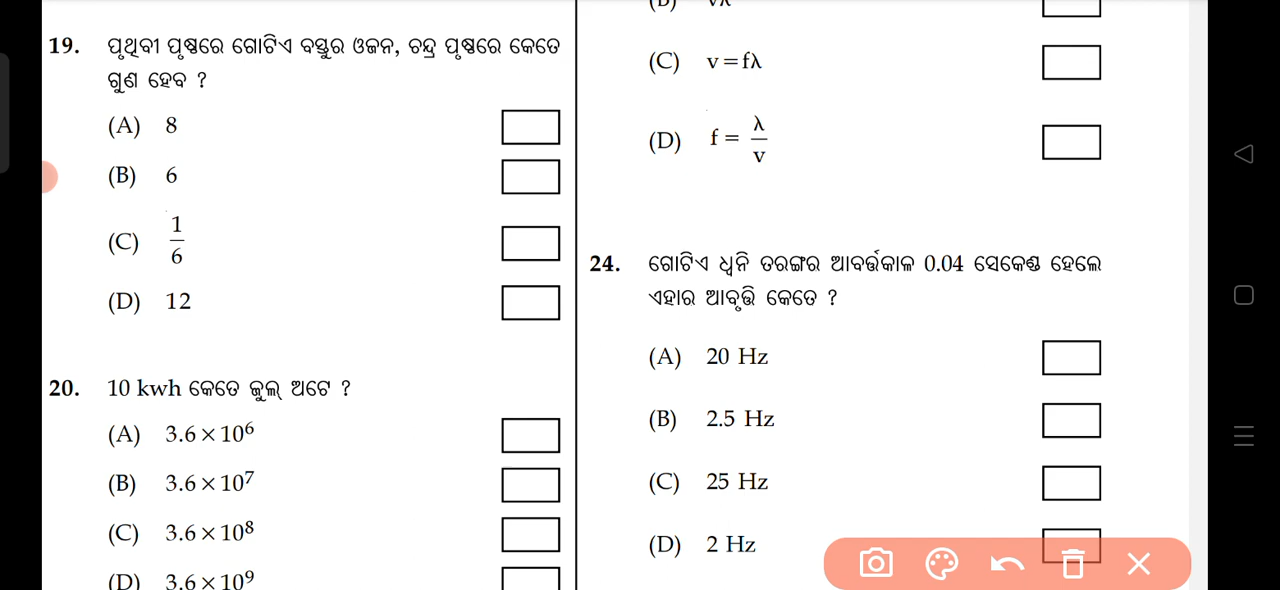 19. ପୃଥିବୀ ପୃଷ୍ଠରେ ଗୋଟିଏ ବସ୍ତୁର ଓଜନ, ଚନ୍ଦ୍ର ପୃଷ୍ଠରେ କେତେ
ଗୁଣ ହେବ ?
(A) 8
(B) 6
(C) 1/6
(D) 12
20. 10 kwh କେତେ ଜୁଲ୍ ଅଟେ ?
(A) 3.6 × 10⁶
(B) 3.6 × 10⁷
(C) 3.6 × 10⁸
(D) 3.6 × 10⁹
(C) v = fλ
(D) f = λ/v
24. ଗୋଟିଏ ଧ୍ୱନି ତରଙ୍ଗର ଆବର୍ତ୍ତକାଳ 0.04 ସେକେଣ୍ଡ ହେଲେ
ଏହାର ଆବୃତ୍ତି କେତେ ?
(A) 20 Hz
(B) 2.5 Hz
(C) 25 Hz
(D) 2 Hz